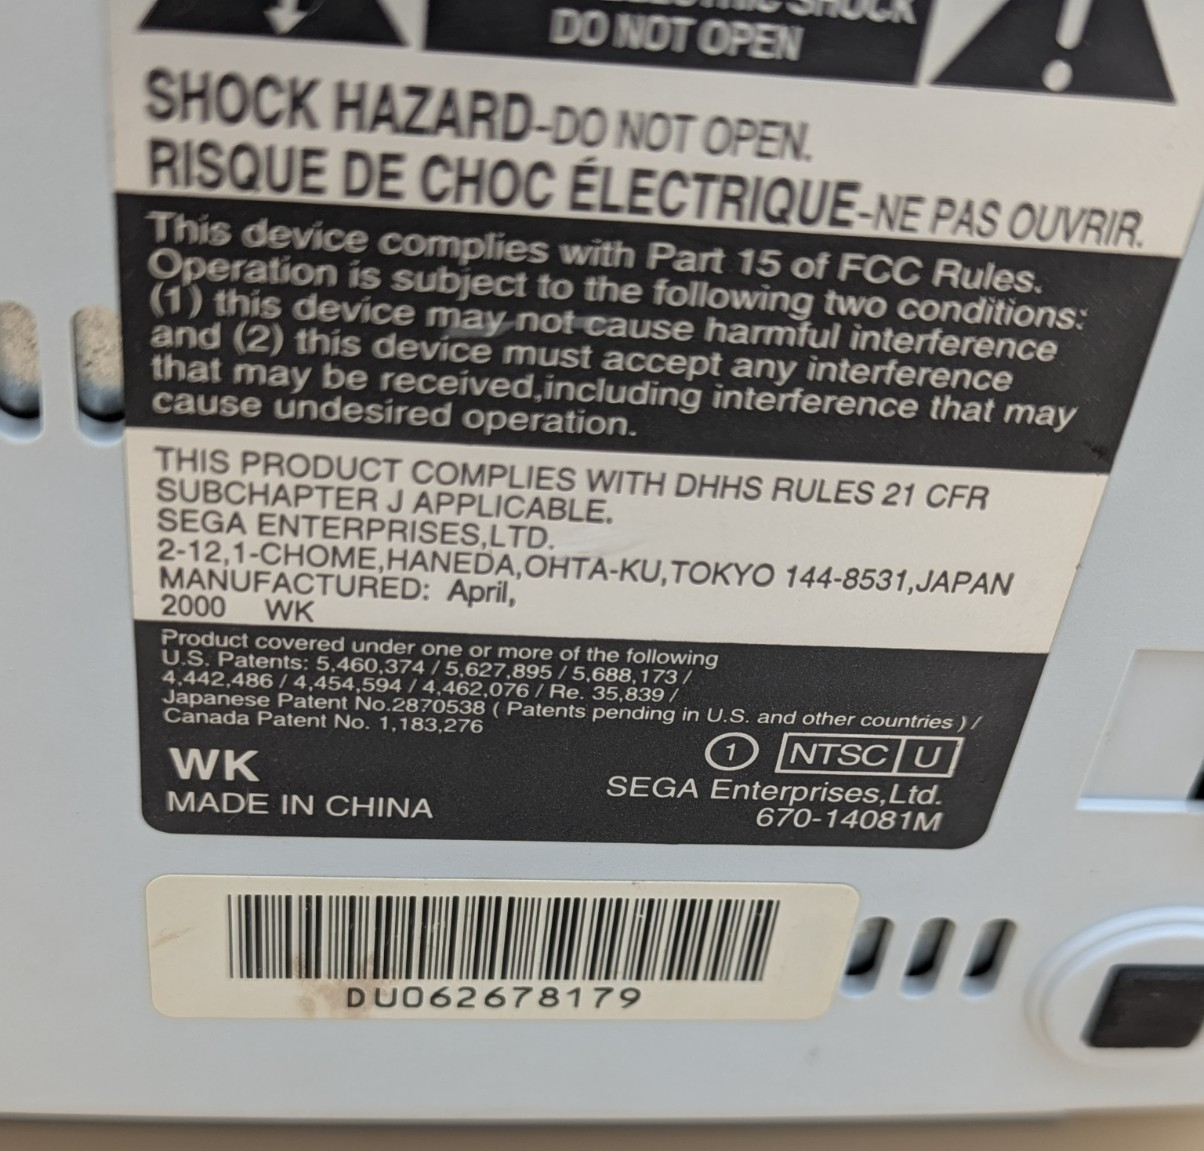 ELECTRIC SHOCK
DO NOT OPEN
SHOCK HAZARD-DO NOT OPEN.
RISQUE DE CHOC ÉLECTRIQUE-NE PAS OUVRIR.
This device complies with Part 15 of FCC Rules.
Operation is subject to the following two conditions:
(1) this device may not cause harmful interference
and (2) this device must accept any interference
that may be received,including interference that may
cause undesired operation.
THIS PRODUCT COMPLIES WITH DHHS RULES 21 CFR
SUBCHAPTER J APPLICABLE.
SEGA ENTERPRISES,LTD.
2-12,1-CHOME,HANEDA,OHTA-KU,TOKYO 144-8531,JAPAN
MANUFACTURED: April,
2000 WK
Product covered under one or more of the following
U.S. Patents: 5,460,374 / 5,627,895 / 5,688,173 /
4,442,486 / 4,454,594 / 4,462,076 / Re. 35,839 /
Japanese Patent No.2870538 ( Patents pending in U.S. and other countries ) /
Canada Patent No. 1,183,276
1 NTSC U
WK
SEGA Enterprises,Ltd.
MADE IN CHINA
670-14081M
DU062678179